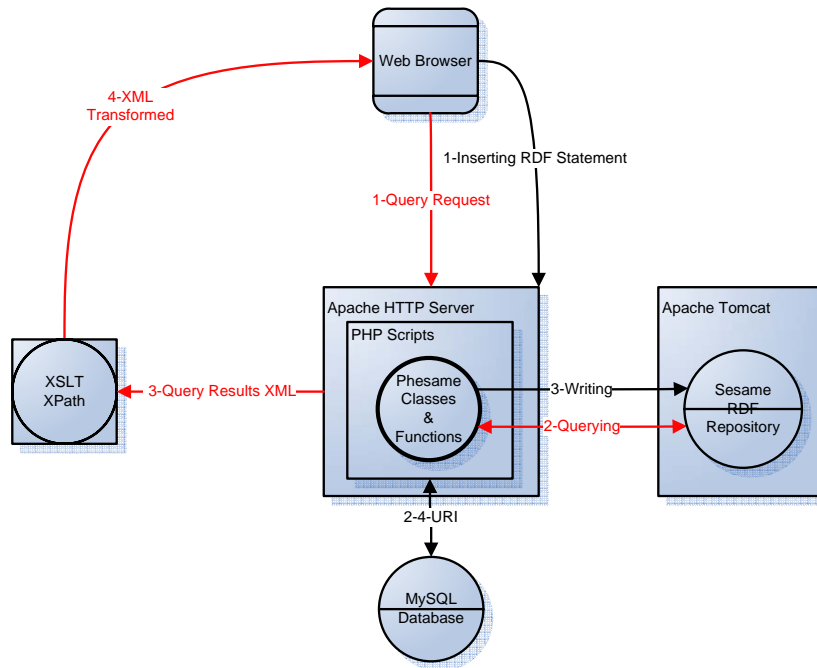 Web Browser
4-XML
Transformed
1-Inserting RDF Statement
1-Query Request
Apache HTTP Server
Apache Tomcat
PHP Scripts
XSLT
XPath
3-Query Results XML
Phesame
Classes
&
Functions
3-Writing
2-Querying
Sesame
RDF
Repository
2-4-URI
MySQL
Database